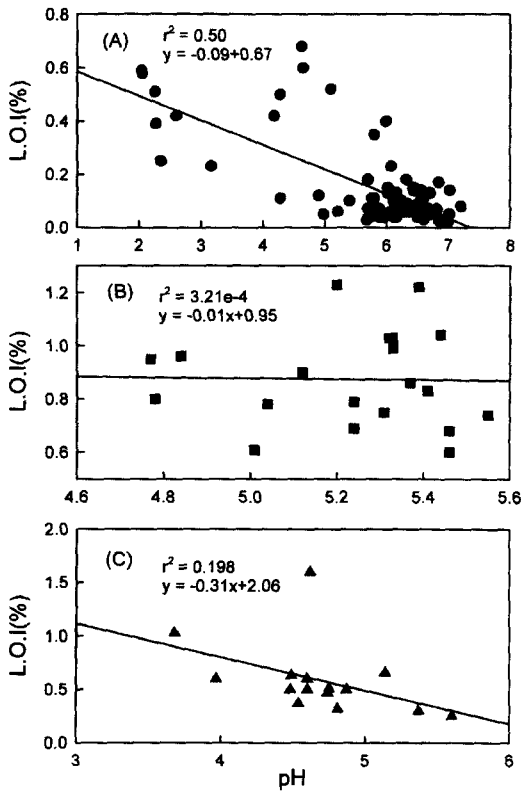 (A)
r² = 0.50
y = -0.09+0.67
L.O.I(%)
0.8
0.6
0.4
0.2
0.0
1 2 3 4 5 6 7 8
(B)
r² = 3.21e-4
y = -0.01x+0.95
L.O.I(%)
1.2
1.0
0.8
0.6
4.6 4.8 5.0 5.2 5.4 5.6
(C)
r² = 0.198
y = -0.31x+2.06
L.O.I(%)
2.0
1.5
1.0
0.5
0.0
3 4 5 6
pH